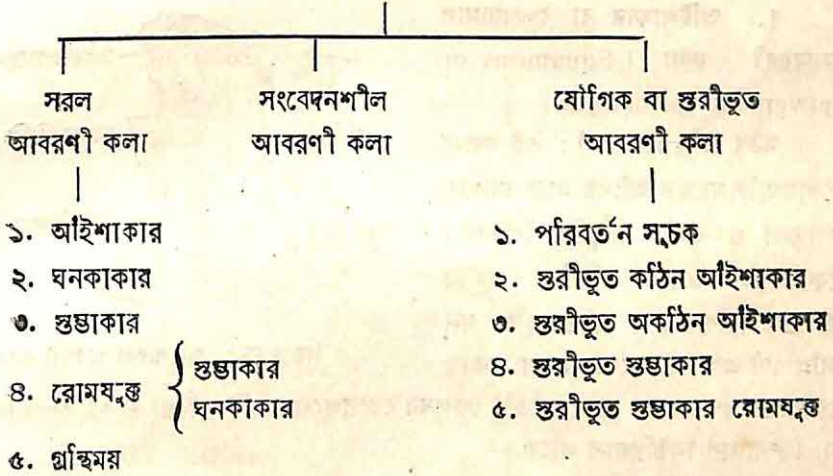 সরল
আবরণী কলা
সংবেদনশীল
আবরণী কলা
যৌগিক বা স্তরীভূত
আবরণী কলা
১. আঁইশাকার
২. ঘনকাকার
৩. স্তম্ভাকার
৪. রোমযুক্ত { স্তম্ভাকার
ঘনকাকার
৫. গ্রন্থিময়
১. পরিবর্তন সূচক
২. স্তরীভূত কঠিন আঁইশাকার
৩. স্তরীভূত অকঠিন আঁইশাকার
৪. স্তরীভূত স্তম্ভাকার
৫. স্তরীভূত স্তম্ভাকার রোমযুক্ত